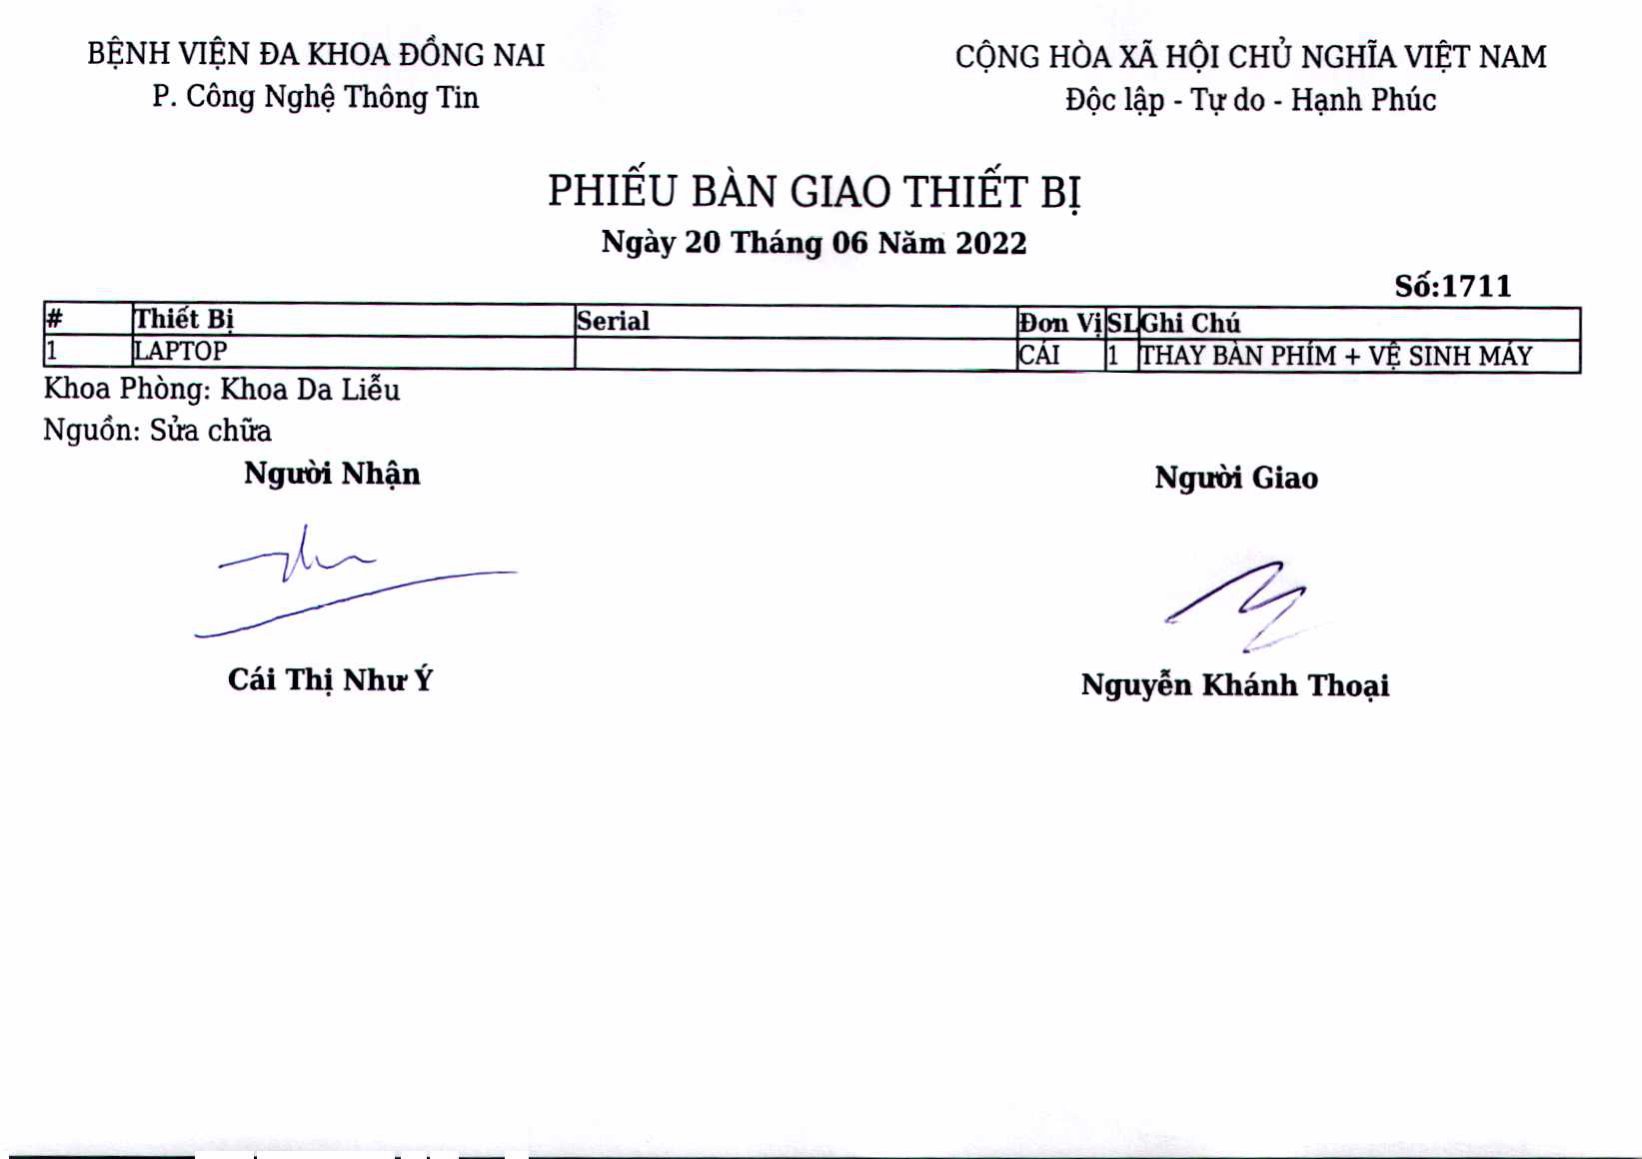 BỆNH VIỆN ĐA KHOA ĐỒNG NAI
P. Công Nghệ Thông Tin
CỘNG HÒA XÃ HỘI CHỦ NGHĨA VIỆT NAM
Độc lập - Tự do - Hạnh Phúc
PHIẾU BÀN GIAO THIẾT BỊ
Ngày 20 Tháng 06 Năm 2022
Số:1711
# Thiết Bị Serial Đơn Vị SL Ghi Chú
1 LAPTOP CÁI 1 THAY BÀN PHÍM + VỆ SINH MÁY
Khoa Phòng: Khoa Da Liễu
Nguồn: Sửa chữa
Người Nhận Người Giao
Cái Thị Như Ý Nguyễn Khánh Thoại